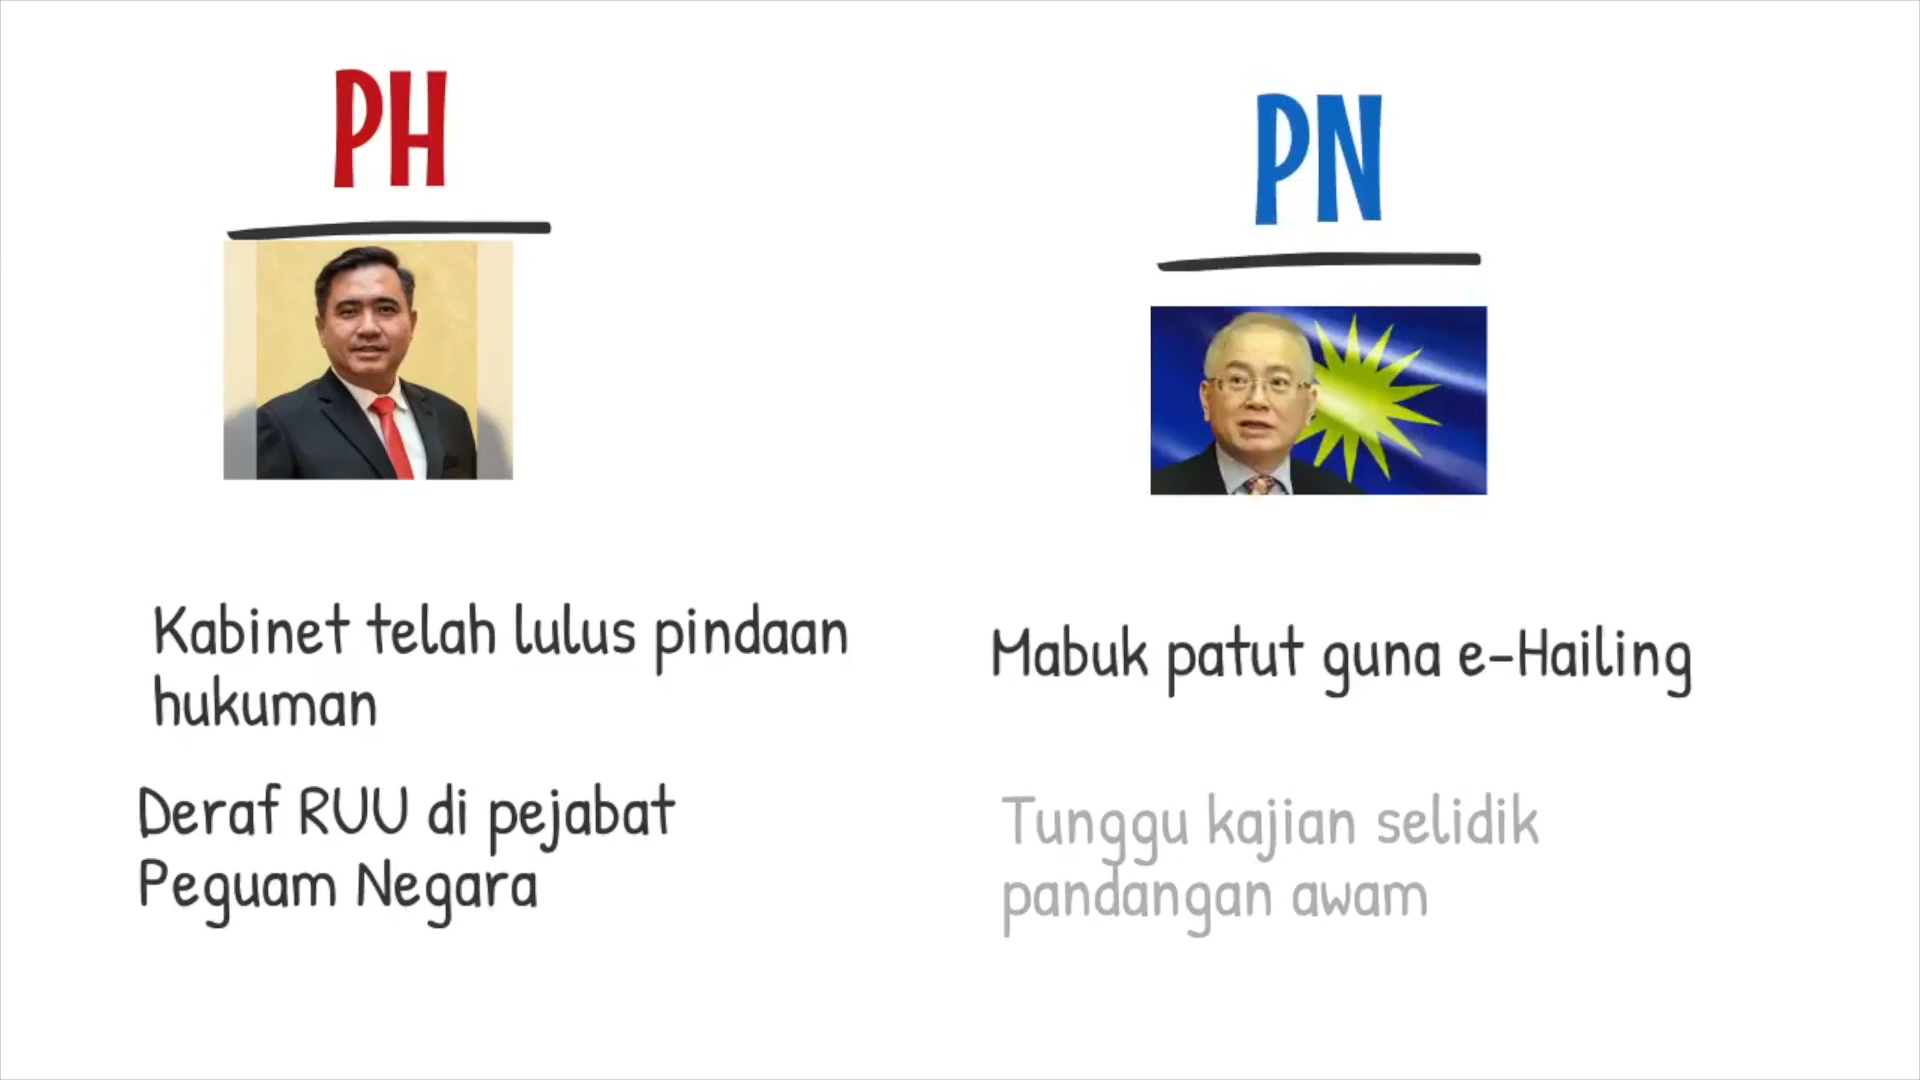 PH
Kabinet telah lulus pindaan
hukuman
Deraf RUU di pejabat
Peguam Negara
PN
Mabuk patut guna e-Hailing
Tunggu kajian selidik
pandangan awam